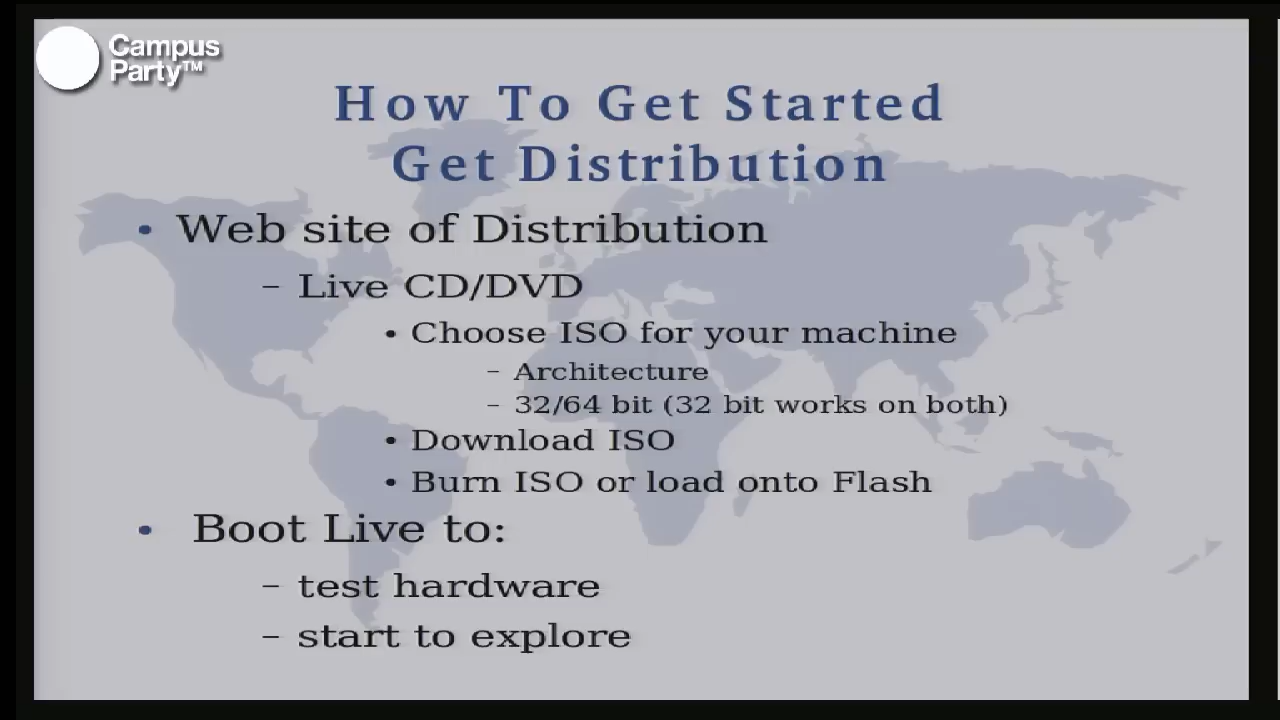 Campus
Party™
How To Get Started
Get Distribution
• Web site of Distribution
– Live CD/DVD
• Choose ISO for your machine
– Architecture
– 32/64 bit (32 bit works on both)
• Download ISO
• Burn ISO or load onto Flash
• Boot Live to:
– test hardware
– start to explore